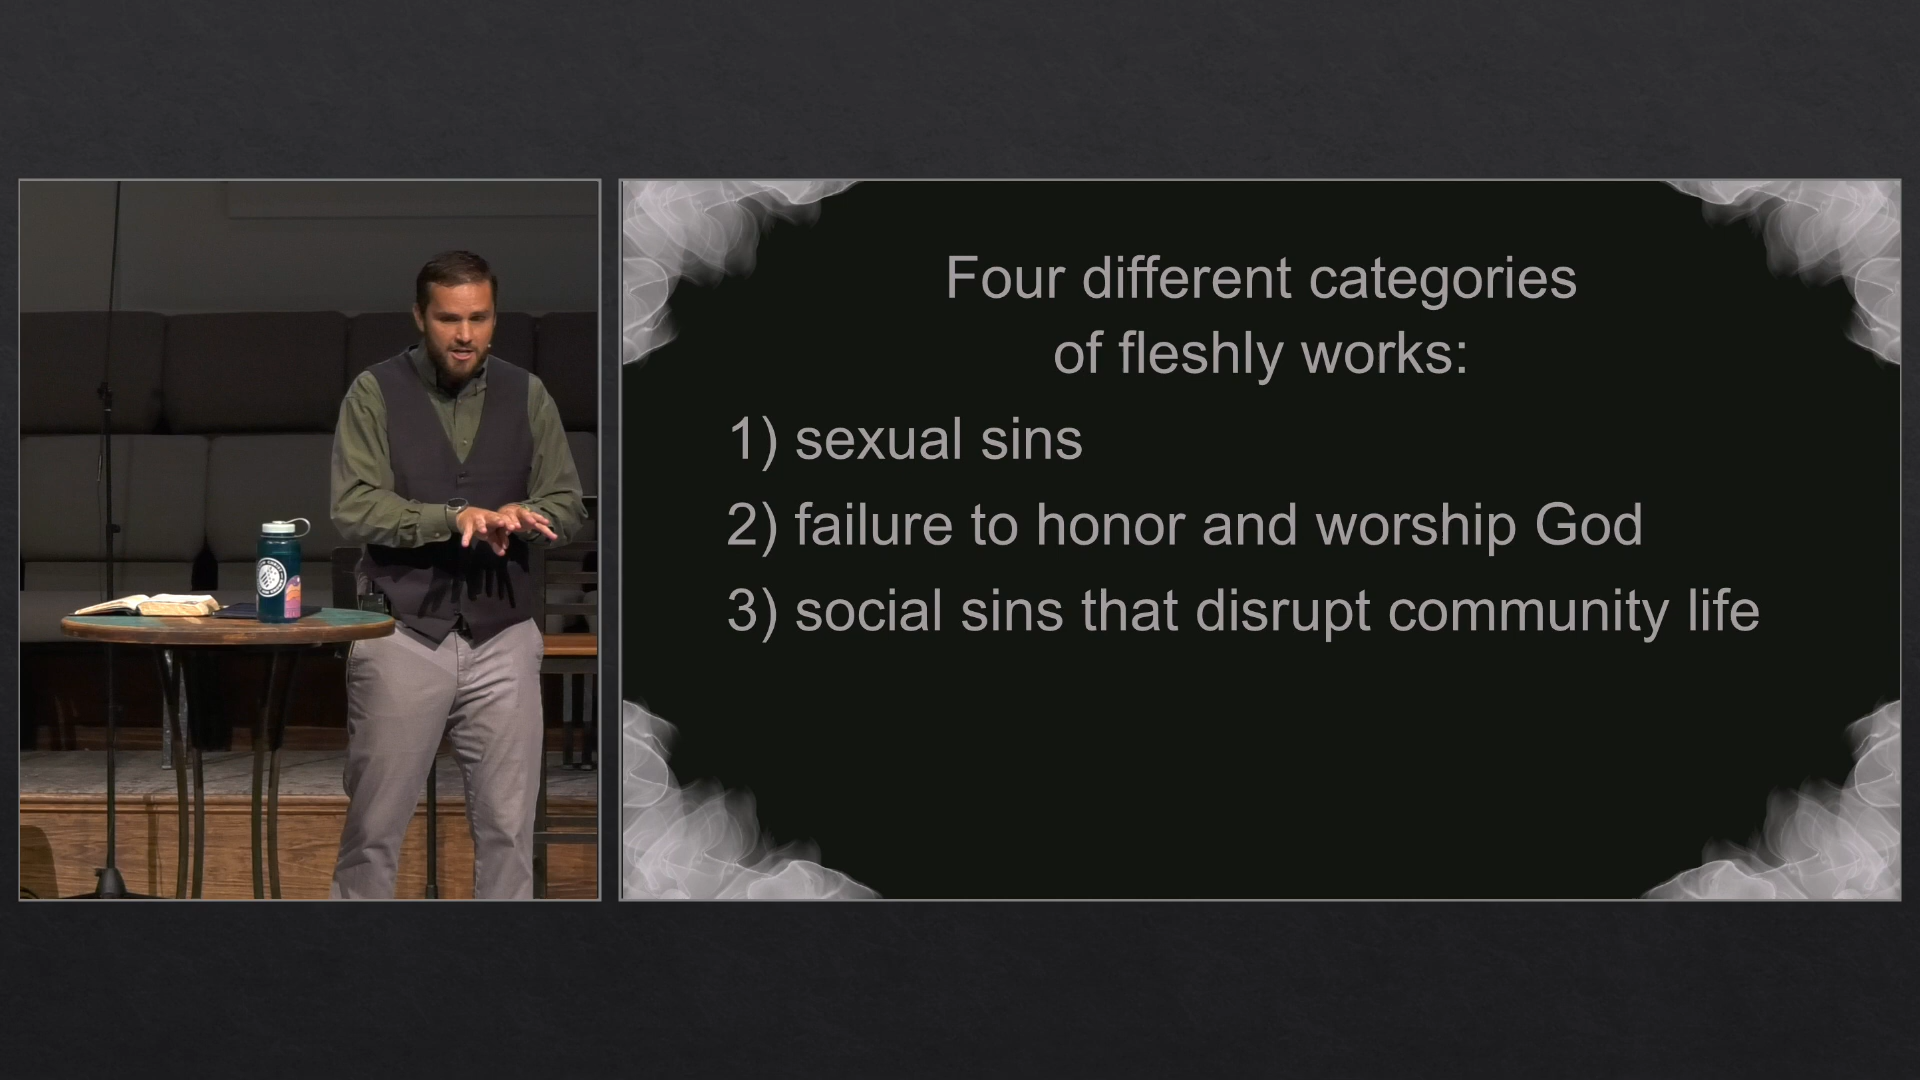 Four different categories
of fleshly works:
1) sexual sins
2) failure to honor and worship God
3) social sins that disrupt community life